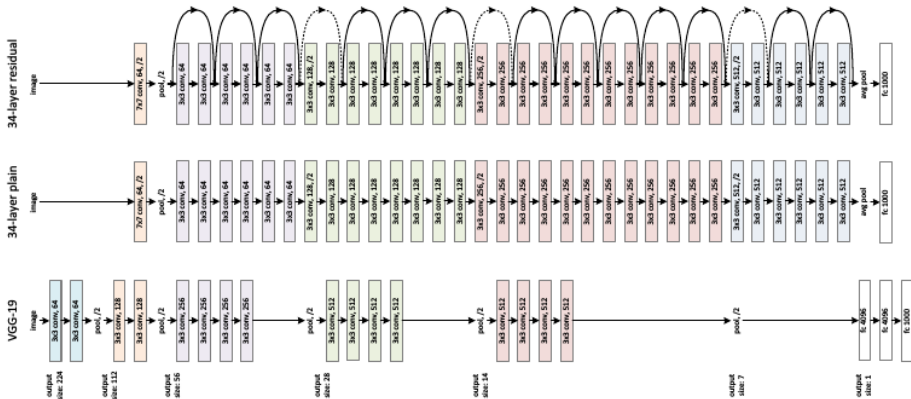 output
size: 224
output
size: 112
output
size: 56
output
size: 28
output
size: 14
output
size: 7
output
size: 1
VGG-19
image
3x3 conv, 64
3x3 conv, 64
pool, /2
3x3 conv, 128
3x3 conv, 128
pool, /2
3x3 conv, 256
3x3 conv, 256
3x3 conv, 256
3x3 conv, 256
pool, /2
3x3 conv, 512
3x3 conv, 512
3x3 conv, 512
3x3 conv, 512
pool, /2
3x3 conv, 512
3x3 conv, 512
3x3 conv, 512
3x3 conv, 512
pool, /2
fc 4096
fc 4096
fc 1000
34-layer plain
image
7x7 conv, 64, /2
pool, /2
3x3 conv, 64
3x3 conv, 64
3x3 conv, 64
3x3 conv, 64
3x3 conv, 64
3x3 conv, 64
3x3 conv, 128, /2
3x3 conv, 128
3x3 conv, 128
3x3 conv, 128
3x3 conv, 128
3x3 conv, 128
3x3 conv, 128
3x3 conv, 128
3x3 conv, 256, /2
3x3 conv, 256
3x3 conv, 256
3x3 conv, 256
3x3 conv, 256
3x3 conv, 256
3x3 conv, 256
3x3 conv, 256
3x3 conv, 256
3x3 conv, 256
3x3 conv, 256
3x3 conv, 256
3x3 conv, 512, /2
3x3 conv, 512
3x3 conv, 512
3x3 conv, 512
3x3 conv, 512
3x3 conv, 512
avg pool
fc 1000
34-layer residual
image
7x7 conv, 64, /2
pool, /2
3x3 conv, 64
3x3 conv, 64
3x3 conv, 64
3x3 conv, 64
3x3 conv, 64
3x3 conv, 64
3x3 conv, 128, /2
3x3 conv, 128
3x3 conv, 128
3x3 conv, 128
3x3 conv, 128
3x3 conv, 128
3x3 conv, 128
3x3 conv, 128
3x3 conv, 256, /2
3x3 conv, 256
3x3 conv, 256
3x3 conv, 256
3x3 conv, 256
3x3 conv, 256
3x3 conv, 256
3x3 conv, 256
3x3 conv, 256
3x3 conv, 256
3x3 conv, 256
3x3 conv, 256
3x3 conv, 512, /2
3x3 conv, 512
3x3 conv, 512
3x3 conv, 512
3x3 conv, 512
3x3 conv, 512
avg pool
fc 1000